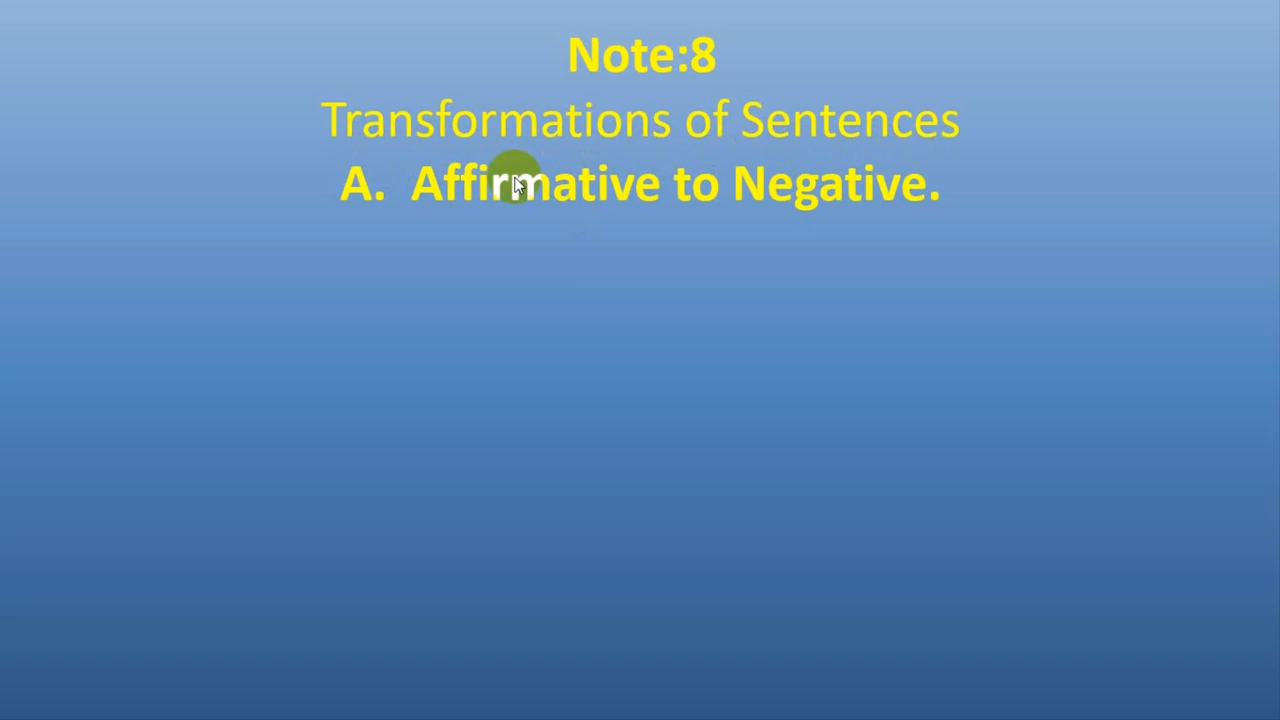 Note:8
Transformations of Sentences
A. Affirmative to Negative.